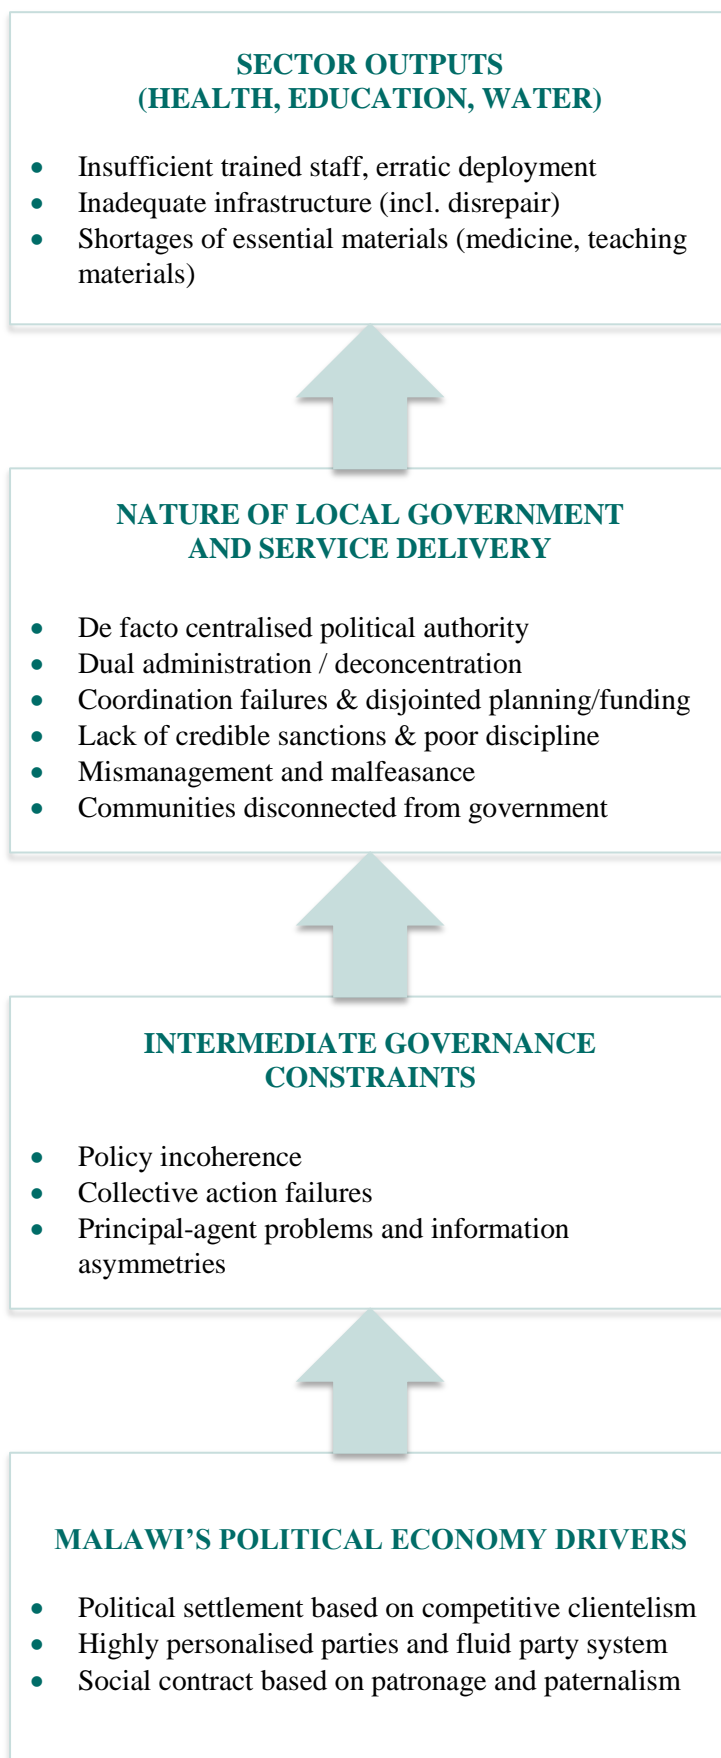 SECTOR OUTPUTS
(HEALTH, EDUCATION, WATER)
• Insufficient trained staff, erratic deployment
• Inadequate infrastructure (incl. disrepair)
• Shortages of essential materials (medicine, teaching
materials)
NATURE OF LOCAL GOVERNMENT
AND SERVICE DELIVERY
• De facto centralised political authority
• Dual administration / deconcentration
• Coordination failures & disjointed planning/funding
• Lack of credible sanctions & poor discipline
• Mismanagement and malfeasance
• Communities disconnected from government
INTERMEDIATE GOVERNANCE
CONSTRAINTS
• Policy incoherence
• Collective action failures
• Principal-agent problems and information
asymmetries
MALAWI’S POLITICAL ECONOMY DRIVERS
• Political settlement based on competitive clientelism
• Highly personalised parties and fluid party system
• Social contract based on patronage and paternalism